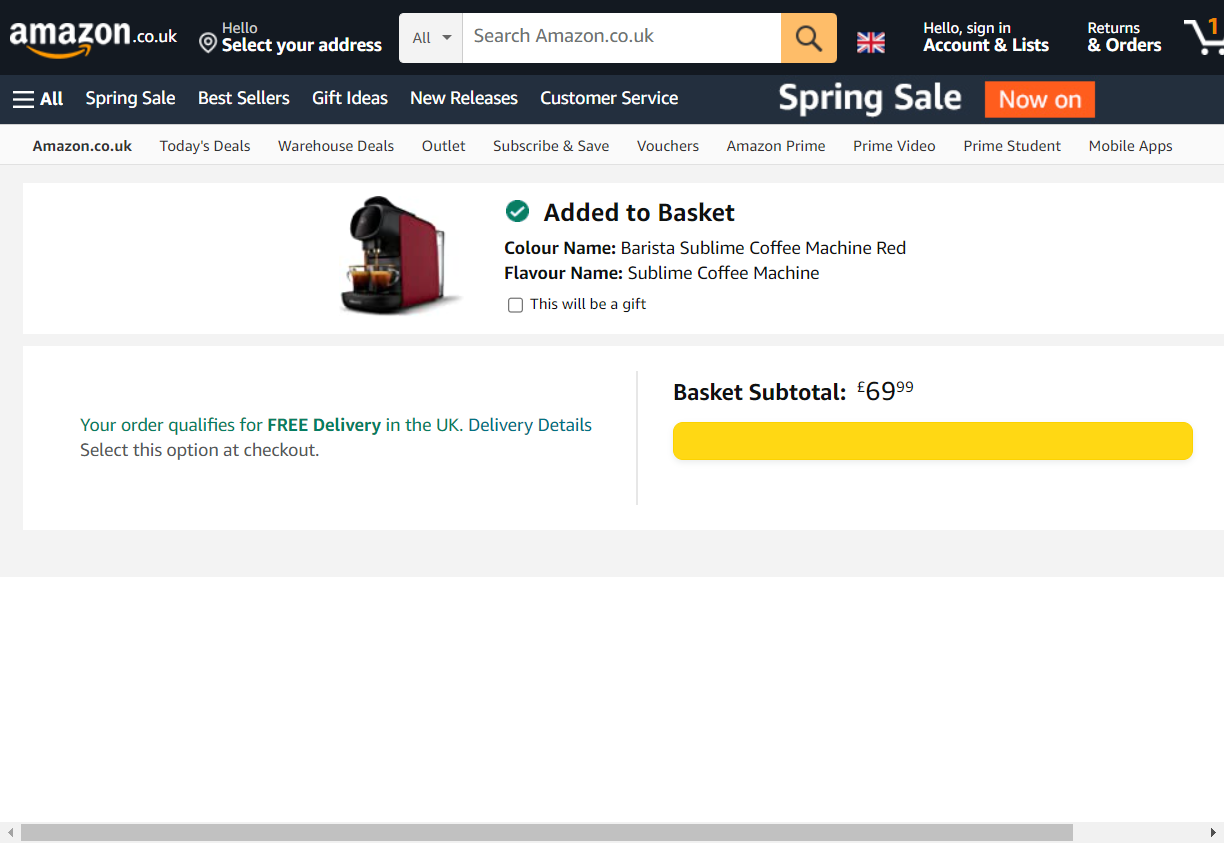 amazon.co.uk
Hello
Select your address
All
Search Amazon.co.uk
Hello, sign in
Account & Lists
Returns
& Orders
1
All
Spring Sale
Best Sellers
Gift Ideas
New Releases
Customer Service
Spring Sale
Now on
Amazon.co.uk
Today's Deals
Warehouse Deals
Outlet
Subscribe & Save
Vouchers
Amazon Prime
Prime Video
Prime Student
Mobile Apps
Added to Basket
Colour Name: Barista Sublime Coffee Machine Red
Flavour Name: Sublime Coffee Machine
This will be a gift
Your order qualifies for FREE Delivery in the UK. Delivery Details
Select this option at checkout.
Basket Subtotal: £69⁹⁹